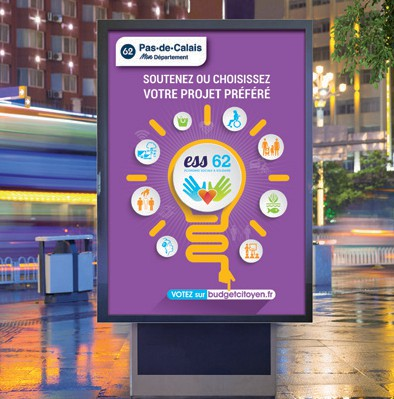 62 Pas-de-Calais
Mon Département
SOUTENEZ OU CHOISISSEZ
VOTRE PROJET PRÉFÉRÉ
ess 62
VOTEZ sur budgetcitoyen.fr